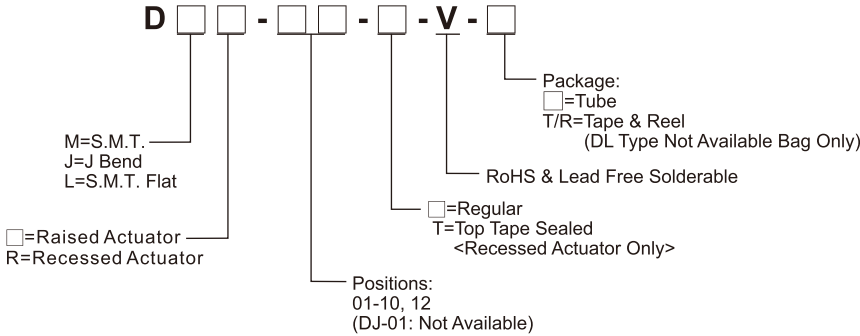 D □ □ - □ □ - □ - V - □
Package:
□=Tube
T/R=Tape & Reel
(DL Type Not Available Bag Only)
M=S.M.T.
J=J Bend
L=S.M.T. Flat
RoHS & Lead Free Solderable
□=Regular
T=Top Tape Sealed
<Recessed Actuator Only>
□=Raised Actuator
R=Recessed Actuator
Positions:
01-10, 12
(DJ-01: Not Available)